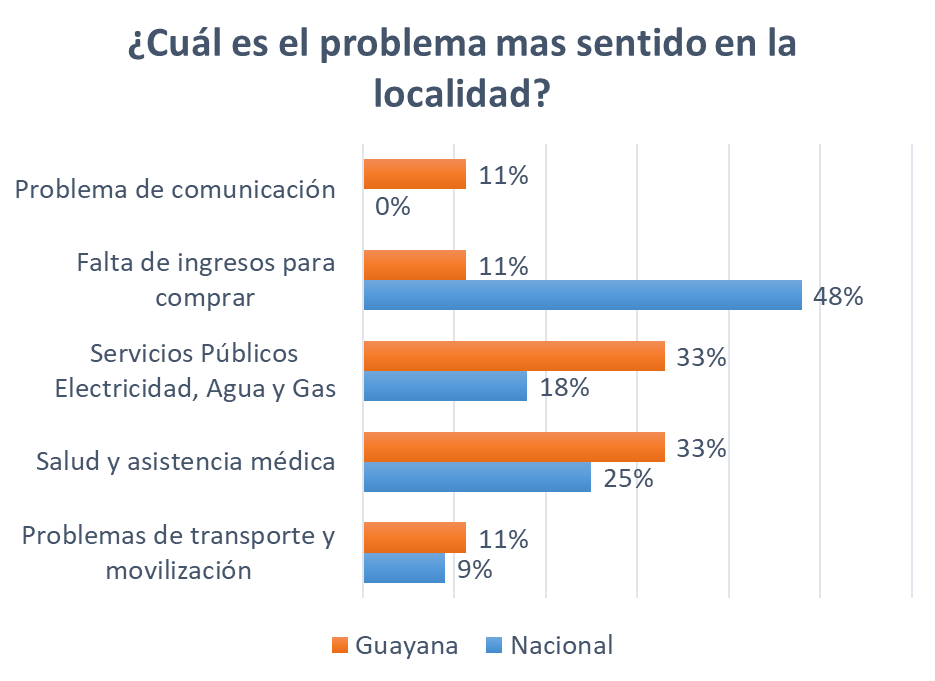 ¿Cuál es el problema mas sentido en la
localidad?
Problema de comunicación
11%
0%
Falta de ingresos para
comprar
11%
48%
Servicios Públicos
Electricidad, Agua y Gas
33%
18%
Salud y asistencia médica
33%
25%
Problemas de transporte y
movilización
11%
9%
Guayana
Nacional